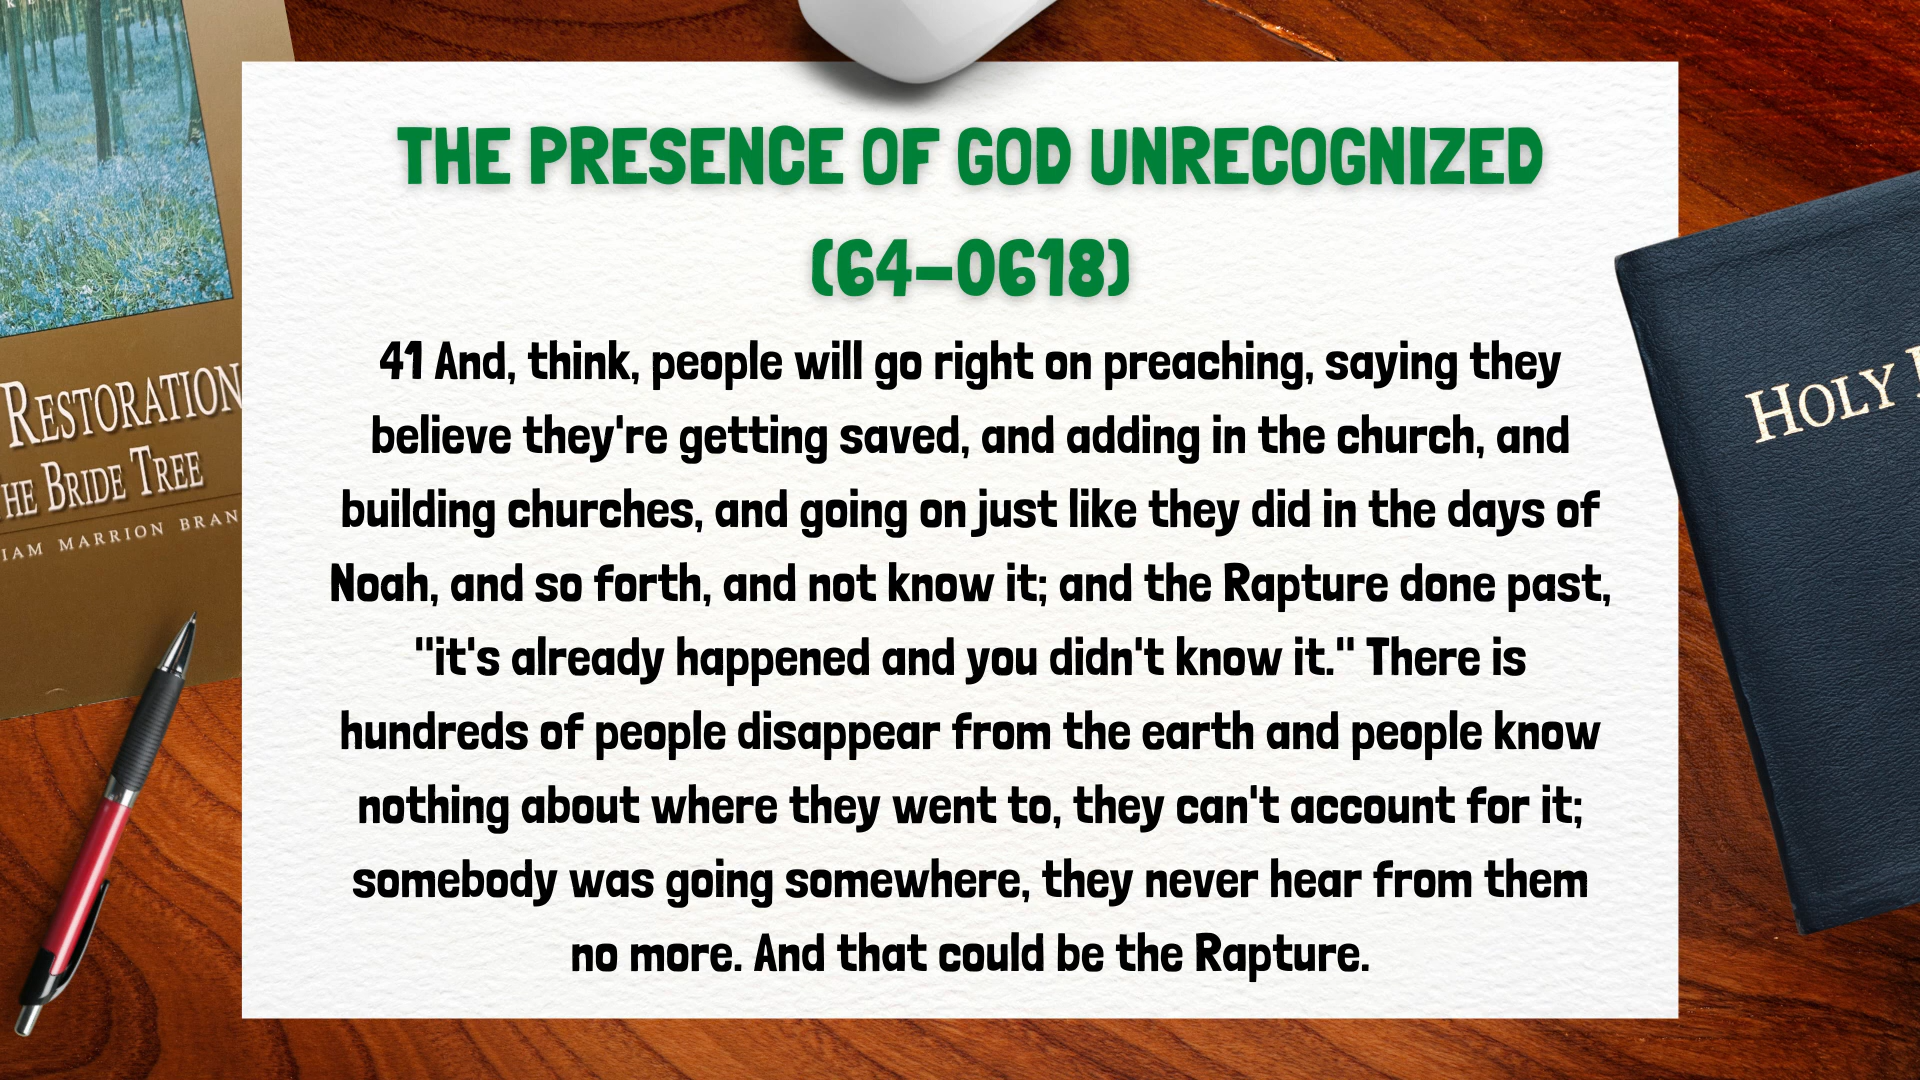 RESTORATION
HE BRIDE TREE
IAM MARRION BRAN
THE PRESENCE OF GOD UNRECOGNIZED
(64-0618)
41 And, think, people will go right on preaching, saying they
believe they're getting saved, and adding in the church, and
building churches, and going on just like they did in the days of
Noah, and so forth, and not know it; and the Rapture done past,
"it's already happened and you didn't know it." There is
hundreds of people disappear from the earth and people know
nothing about where they went to, they can't account for it;
somebody was going somewhere, they never hear from them
no more. And that could be the Rapture.
HOLY